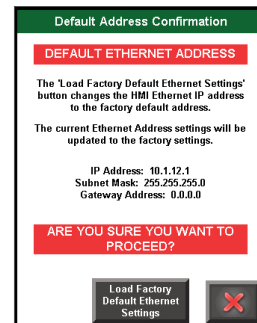 Default Address Confirmation
DEFAULT ETHERNET ADDRESS
The 'Load Factory Default Ethernet Settings'
button changes the HMI Ethernet IP address
to the factory default address.
The current Ethernet Address settings will be
updated to the factory settings.
IP Address: 10.1.12.1
Subnet Mask: 255.255.255.0
Gateway Address: 0.0.0.0
ARE YOU SURE YOU WANT TO
PROCEED?
Load Factory
Default Ethernet
Settings